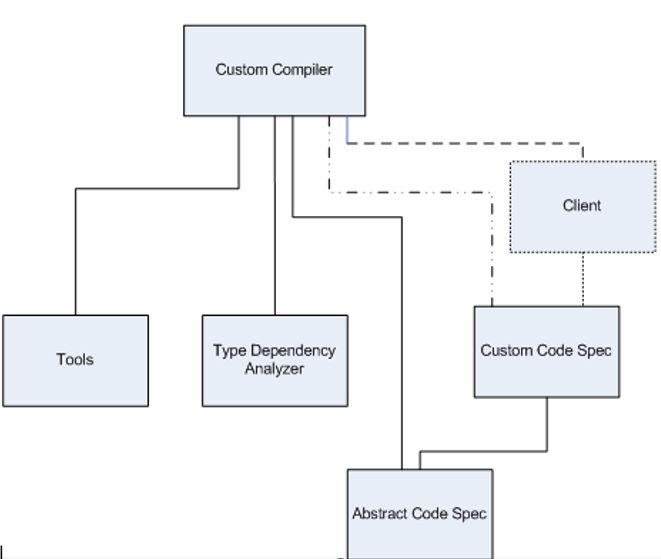 Custom Compiler
Client
Tools
Type Dependency
Analyzer
Custom Code Spec
Abstract Code Spec